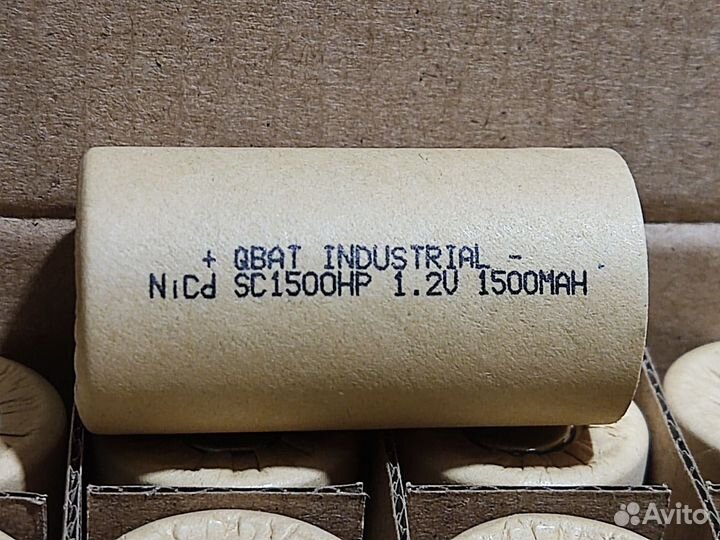 + QBAT INDUSTRIAL -
NiCd SC1500HP 1.2V 1500MAH
Avito